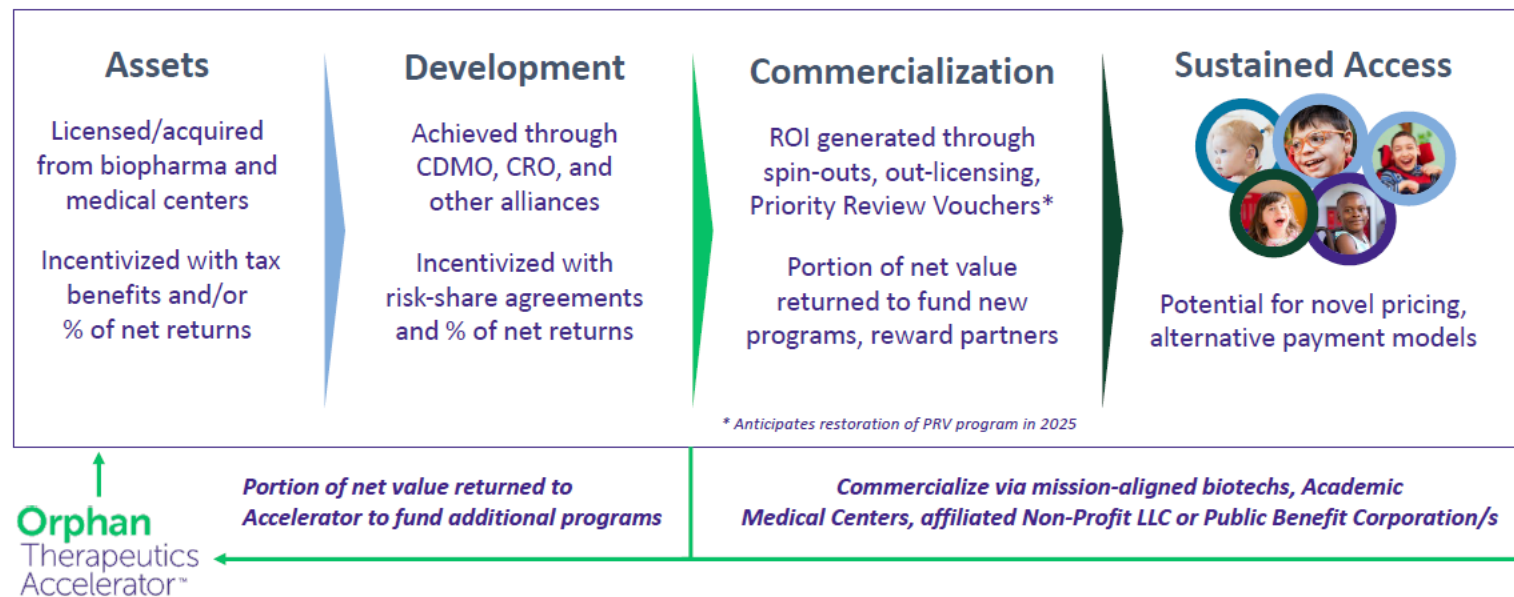 Assets
Licensed/acquired
from biopharma and
medical centers
Incentivized with tax
benefits and/or
% of net returns
Development
Achieved through
CDMO, CRO, and
other alliances
Incentivized with
risk-share agreements
and % of net returns
Commercialization
ROI generated through
spin-outs, out-licensing,
Priority Review Vouchers*
Portion of net value
returned to fund new
programs, reward partners
* Anticipates restoration of PRV program in 2025
Sustained Access
Potential for novel pricing,
alternative payment models
Orphan
Therapeutics
Accelerator™
Portion of net value returned to
Accelerator to fund additional programs
Commercialize via mission-aligned biotechs, Academic
Medical Centers, affiliated Non-Profit LLC or Public Benefit Corporation/s